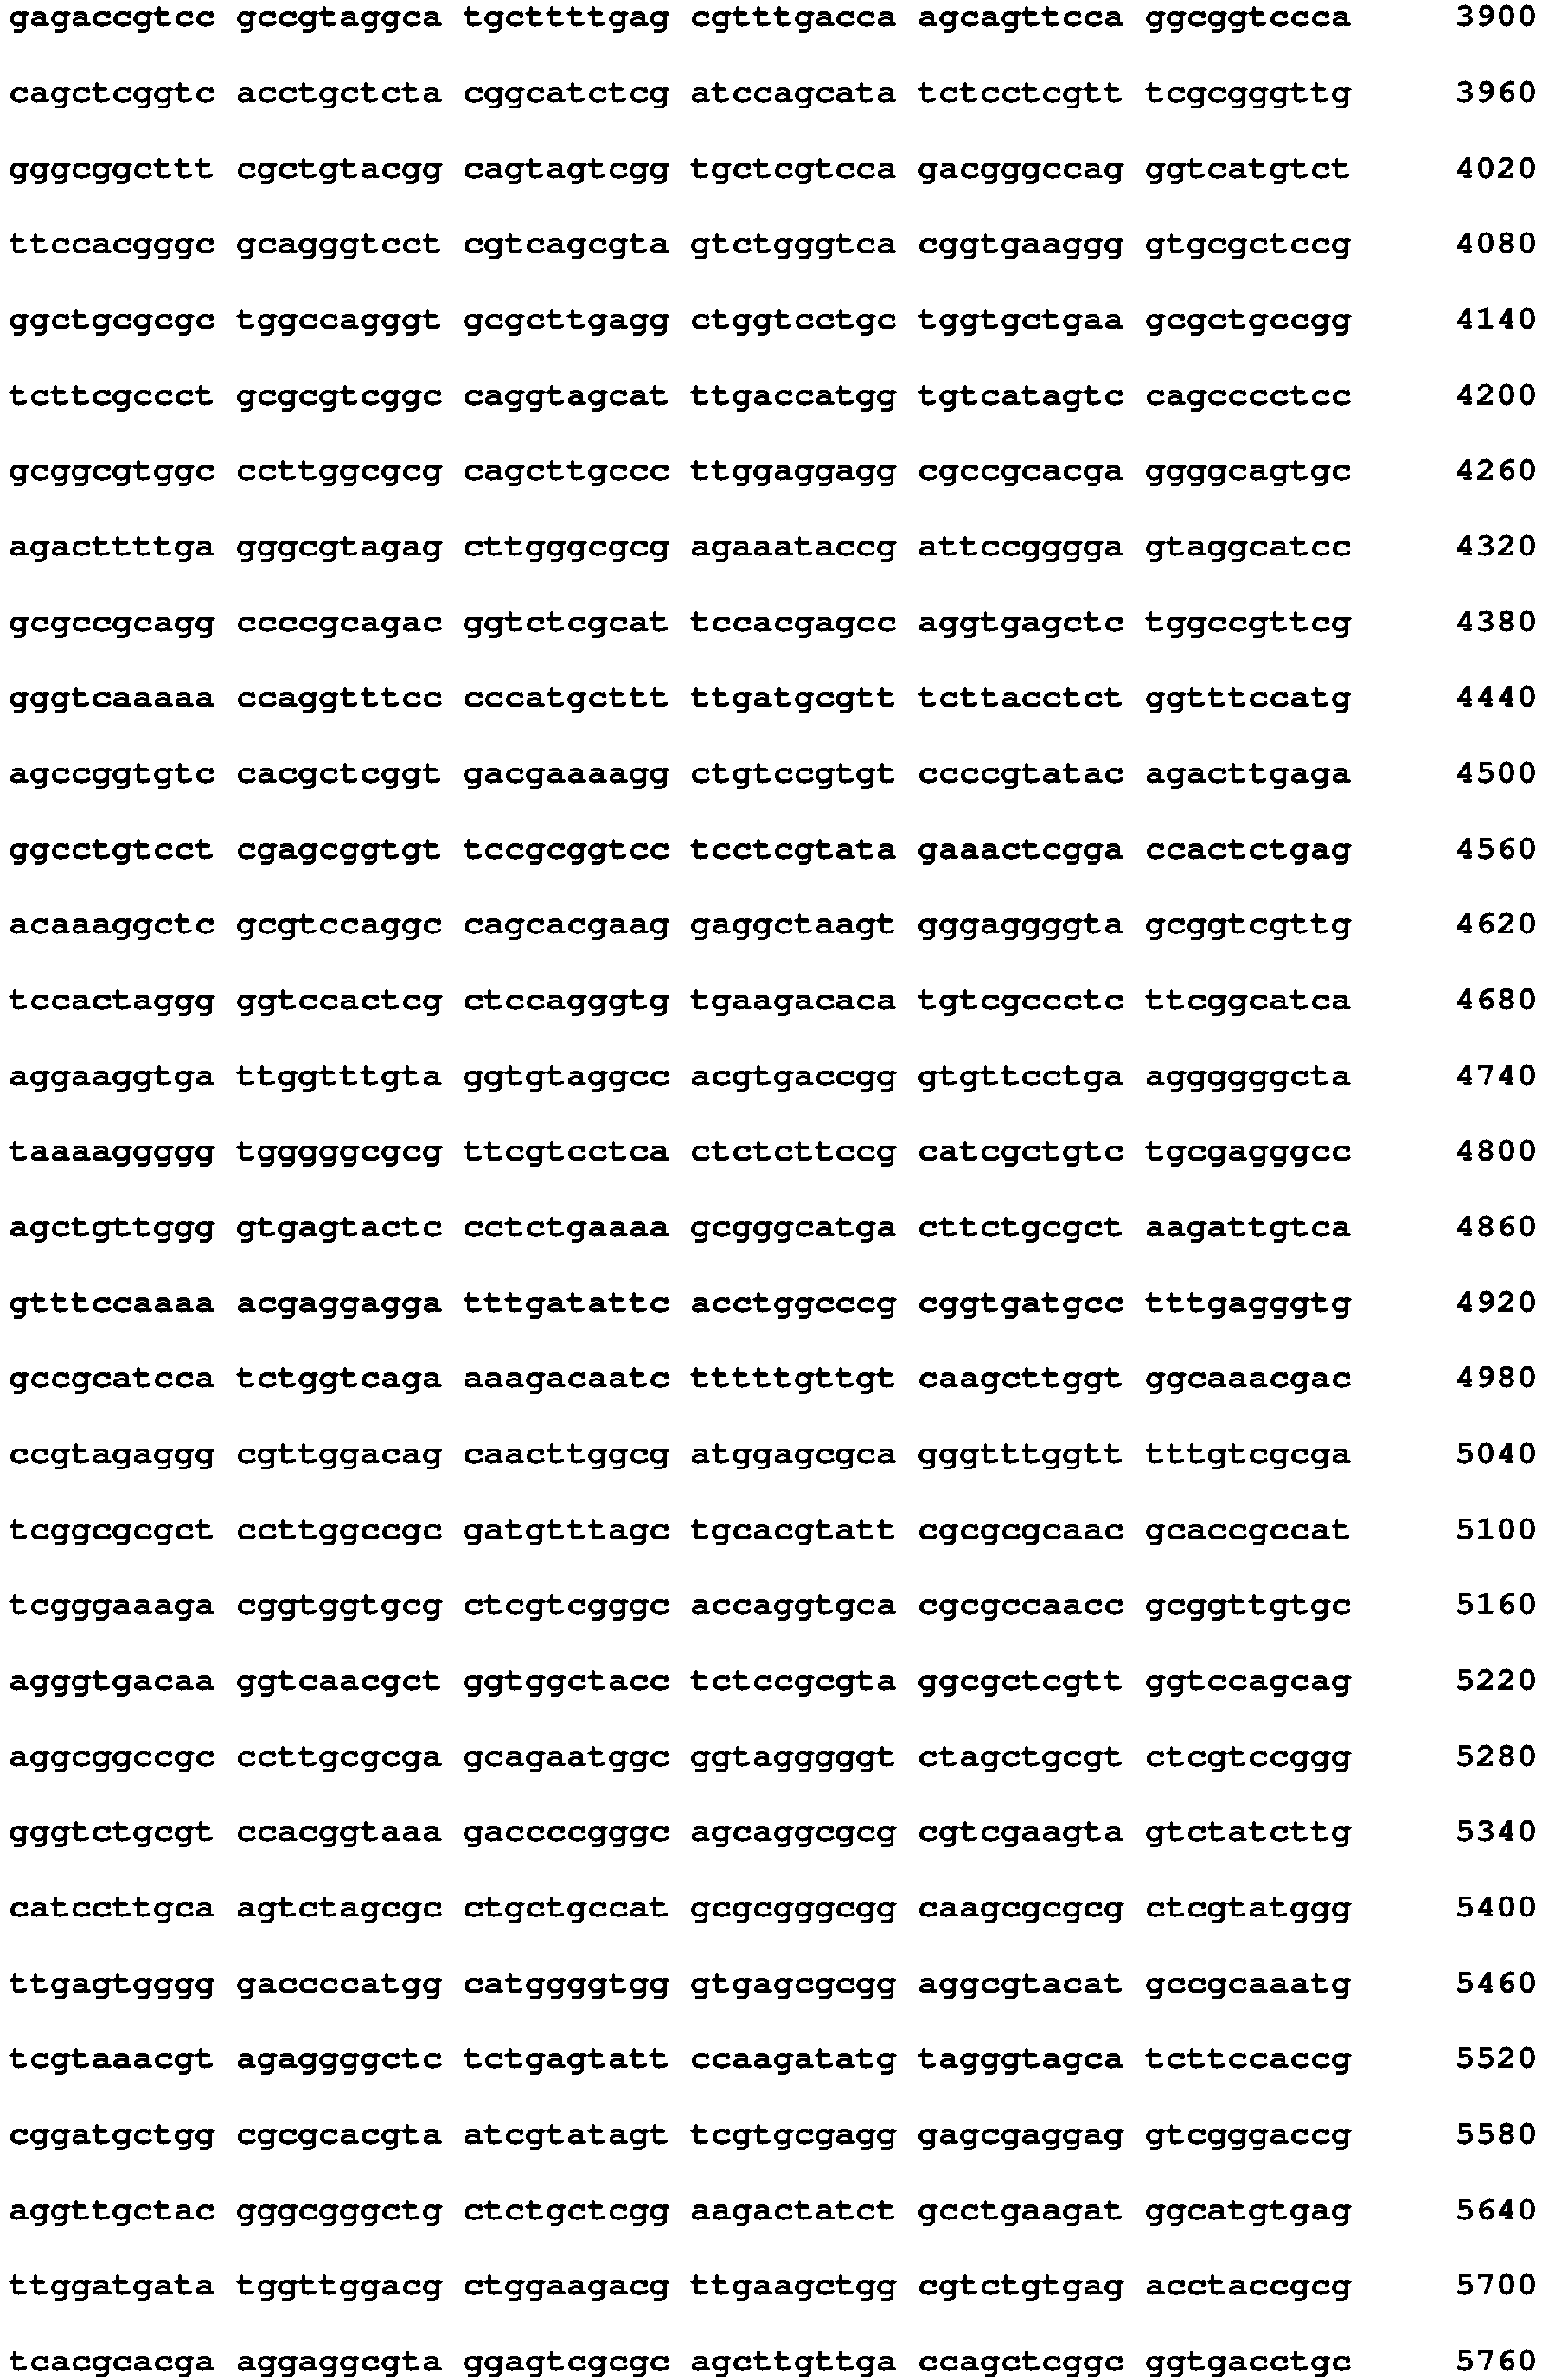 gagaccgtcc gccgtaggca tgcttttgag cgtttgacca agcagttcca ggcggtccca 3900
cagctcggtc acctgctcta cggcatctcg atccagcata tctcctcgtt tcgcgggttg 3960
gggcggcttt cgctgtacgg cagtagtcgg tgctcgtcca gacgggccag ggtcatgtct 4020
ttccacgggc gcagggtcct cgtcagcgta gtctgggtca cggtgaaggg gtgcgctccg 4080
ggctgcgcgc tggccagggt gcgcttgagg ctggtcctgc tggtgctgaa gcgctgccgg 4140
tcttcgccct gcgcgtcggc caggtagcat ttgaccatgg tgtcatagtc cagcccctcc 4200
gcggcgtggc ccttggcgcg cagcttgccc ttggaggagg cgccgcacga ggggcagtgc 4260
agacttttga gggcgtagag cttgggcgcg agaaataccg attccgggga gtaggcatcc 4320
gcgccgcagg ccccgcagac ggtctcgcat tccacgagcc aggtgagctc tggccgttcg 4380
gggtcaaaaa ccaggtttcc cccatgcttt ttgatgcgtt tcttacctct ggtttccatg 4440
agccggtgtc cacgctcggt gacgaaaagg ctgtccgtgt ccccgtatac agacttgaga 4500
ggcctgtcct cgagcggtgt tccgcggtcc tcctcgtata gaaactcgga ccactctgag 4560
acaaaggctc gcgtccaggc cagcacgaag gaggctaagt gggaggggta gcggtcgttg 4620
tccactaggg ggtccactcg ctccagggtg tgaagacaca tgtcgccctc ttcggcatca 4680
aggaaggtga ttggtttgta ggtgtaggcc acgtgaccgg gtgttcctga aggggggcta 4740
taaaaggggg tgggggcgcg ttcgtcctca ctctcttccg catcgctgtc tgcgagggcc 4800
agctgttggg gtgagtactc cctctgaaaa gcgggcatga cttctgcgct aagattgtca 4860
gtttccaaaa acgaggagga tttgatattc acctggcccg cggtgatgcc tttgagggtg 4920
gccgcatcca tctggtcaga aaagacaatc tttttgttgt caagcttggt ggcaaacgac 4980
ccgtagaggg cgttggacag caacttggcg atggagcgca gggtttggtt tttgtcgcga 5040
tcggcgcgct ccttggccgc gatgtttagc tgcacgtatt cgcgcgcaac gcaccgccat 5100
tcgggaaaga cggtggtgcg ctcgtcgggc accaggtgca cgcgccaacc gcggttgtgc 5160
agggtgacaa ggtcaacgct ggtggctacc tctccgcgta ggcgctcgtt ggtccagcag 5220
aggcggccgc ccttgcgcga gcagaatggc ggtagggggt ctagctgcgt ctcgtccggg 5280
gggtctgcgt ccacggtaaa gaccccgggc agcaggcgcg cgtcgaagta gtctatcttg 5340
catccttgca agtctagcgc ctgctgccat gcgcgggcgg caagcgcgcg ctcgtatggg 5400
ttgagtgggg gaccccatgg catggggtgg gtgagcgcgg aggcgtacat gccgcaaatg 5460
tcgtaaacgt agaggggctc tctgagtatt ccaagatatg tagggtagca tcttccaccg 5520
cggatgctgg cgcgcacgta atcgtatagt tcgtgcgagg gagcgaggag gtcgggaccg 5580
aggttgctac gggcgggctg ctctgctcgg aagactatct gcctgaagat ggcatgtgag 5640
ttggatgata tggttggacg ctggaagacg ttgaagctgg cgtctgtgag acctaccgcg 5700
tcacgcacga aggaggcgta ggagtcgcgc agcttgttga ccagctcggc ggtgacctgc 5760